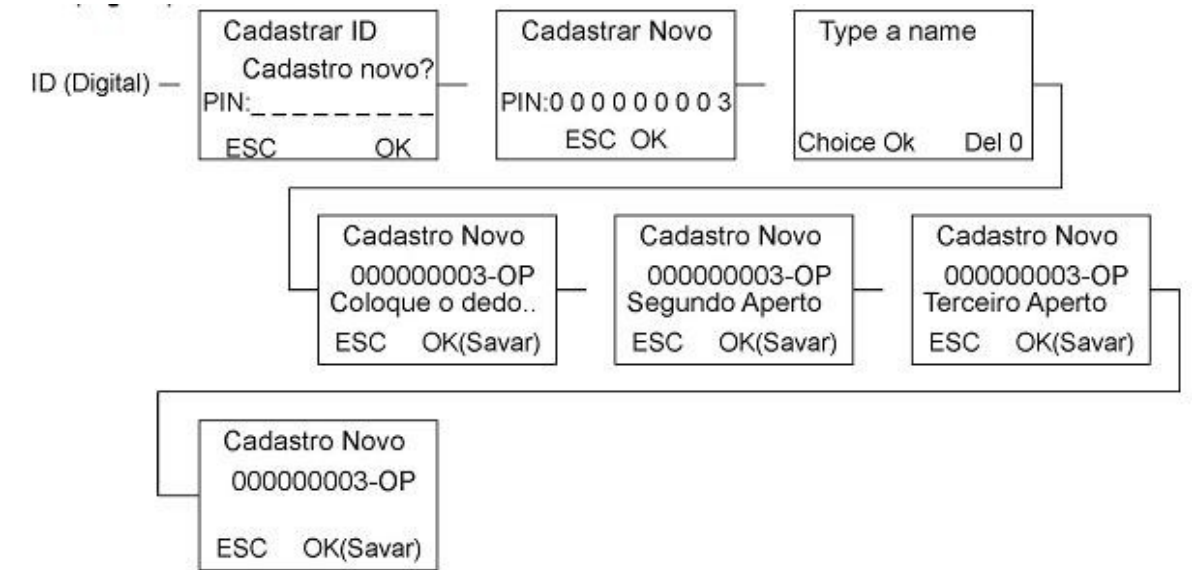 Cadastrar ID
Cadastro novo?
ID (Digital)
PIN:_ _ _ _ _ _ _ _ _
ESC OK
Cadastrar Novo
PIN:0 0 0 0 0 0 0 0 3
ESC OK
Type a name
Choice Ok Del 0
Cadastro Novo
000000003-OP
Coloque o dedo..
ESC OK(Savar)
Cadastro Novo
000000003-OP
Segundo Aperto
ESC OK(Savar)
Cadastro Novo
000000003-OP
Terceiro Aperto
ESC OK(Savar)
Cadastro Novo
000000003-OP
ESC OK(Savar)